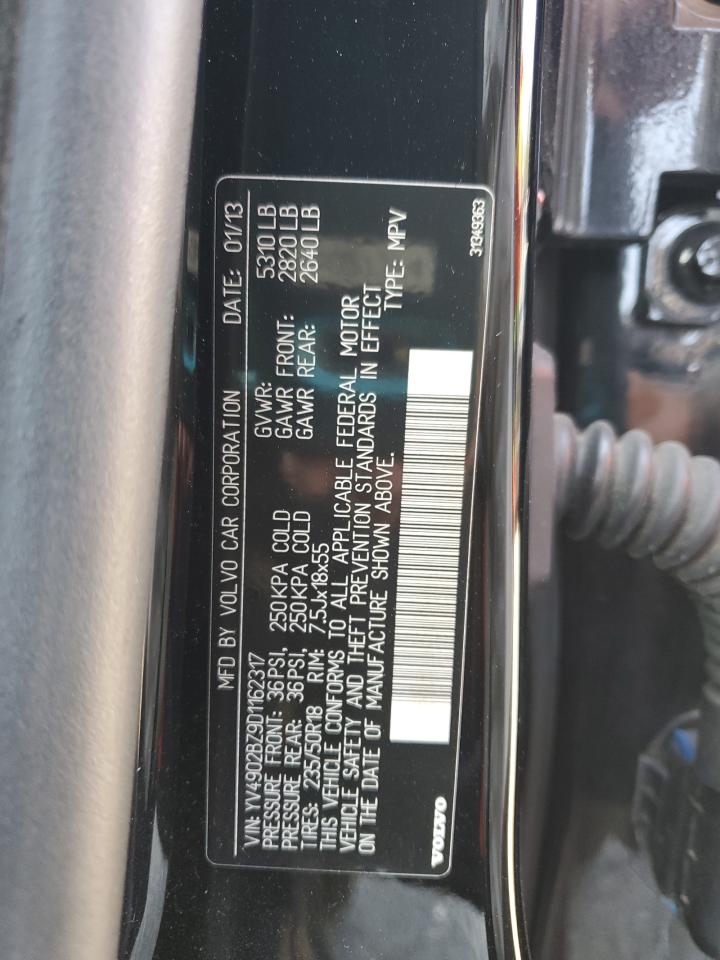 MFD BY VOLVO CAR CORPORATION DATE: 01/13
VIN: YV4902BZ9D1162317 GVWR: 5310 LB
PRESSURE FRONT: 36PSI, 250KPA COLD GAWR FRONT: 2820 LB
PRESSURE REAR: 36PSI, 250KPA COLD GAWR REAR: 2640 LB
TIRES: 235/50R18 RIM: 7.5Jx18x55
THIS VEHICLE CONFORMS TO ALL APPLICABLE FEDERAL MOTOR
VEHICLE SAFETY AND THEFT PREVENTION STANDARDS IN EFFECT
ON THE DATE OF MANUFACTURE SHOWN ABOVE. TYPE: MPV
VOLVO 31349363